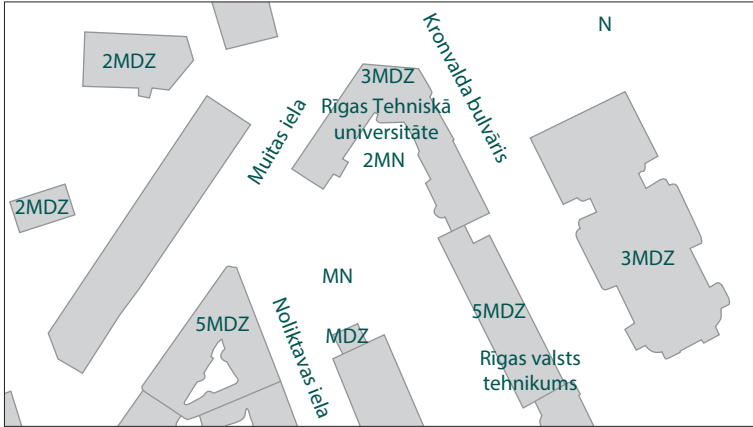 N
2MDZ
Kronvalda bulvāris
3MDZ
Rīgas Tehniskā
universitāte
2MN
Muitas iela
2MDZ
3MDZ
MN
5MDZ
5MDZ
MDZ
Noliktavas iela
Rīgas valsts
tehnikums